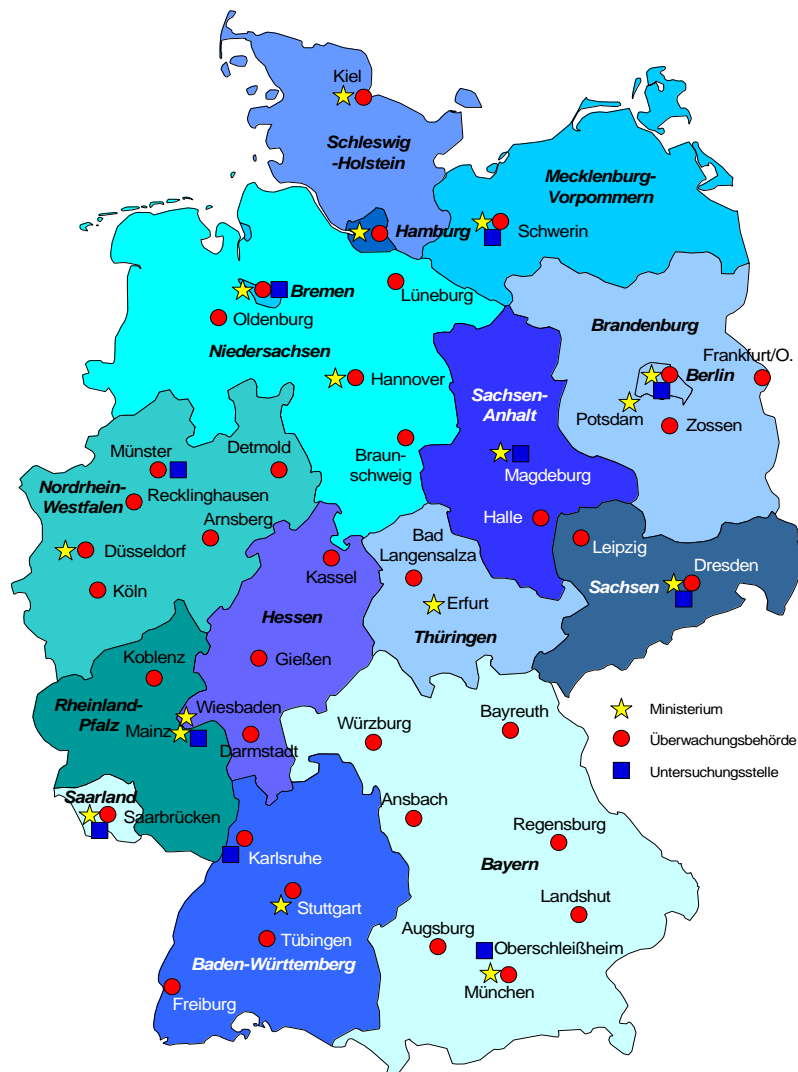 Kiel
Schleswig
-Holstein
Mecklenburg-
Vorpommern
Hamburg
Schwerin
Bremen
Lüneburg
Oldenburg
Niedersachsen
Brandenburg
Frankfurt/O.
Berlin
Hannover
Sachsen-
Anhalt
Potsdam
Zossen
Detmold
Münster
Braun-
schweig
Magdeburg
Nordrhein-
Westfalen
Recklinghausen
Arnsberg
Halle
Bad
Langensalza
Leipzig
Düsseldorf
Kassel
Dresden
Sachsen
Köln
Erfurt
Hessen
Thüringen
Koblenz
Gießen
Rheinland-
Pfalz
Wiesbaden
Mainz
Darmstadt
Würzburg
Bayreuth
Ministerium
Überwachungsbehörde
Untersuchungsstelle
Saarland
Saarbrücken
Ansbach
Regensburg
Karlsruhe
Bayern
Stuttgart
Landshut
Tübingen
Augsburg
Oberschleißheim
Baden-Württemberg
München
Freiburg